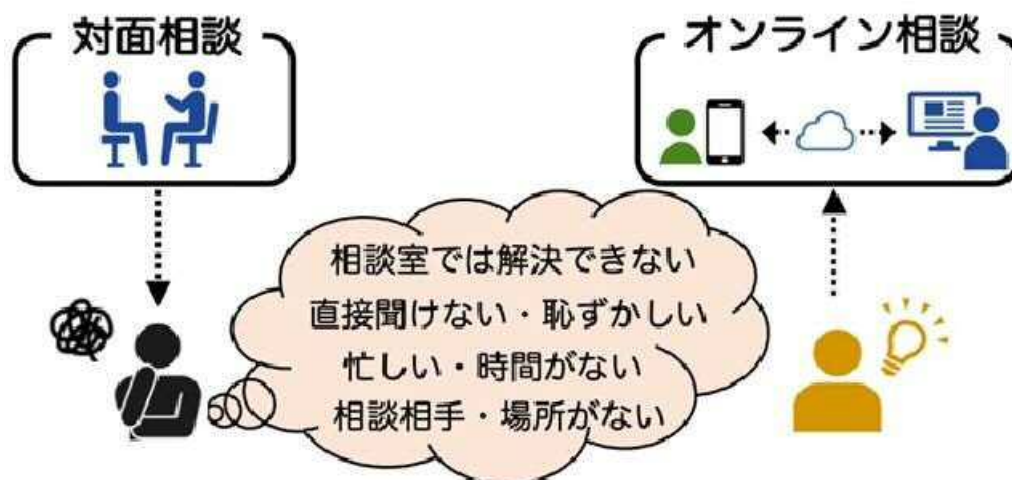 対面相談
オンライン相談
相談室では解決できない
直接聞けない・恥ずかしい
忙しい・時間がない
相談相手・場所がない